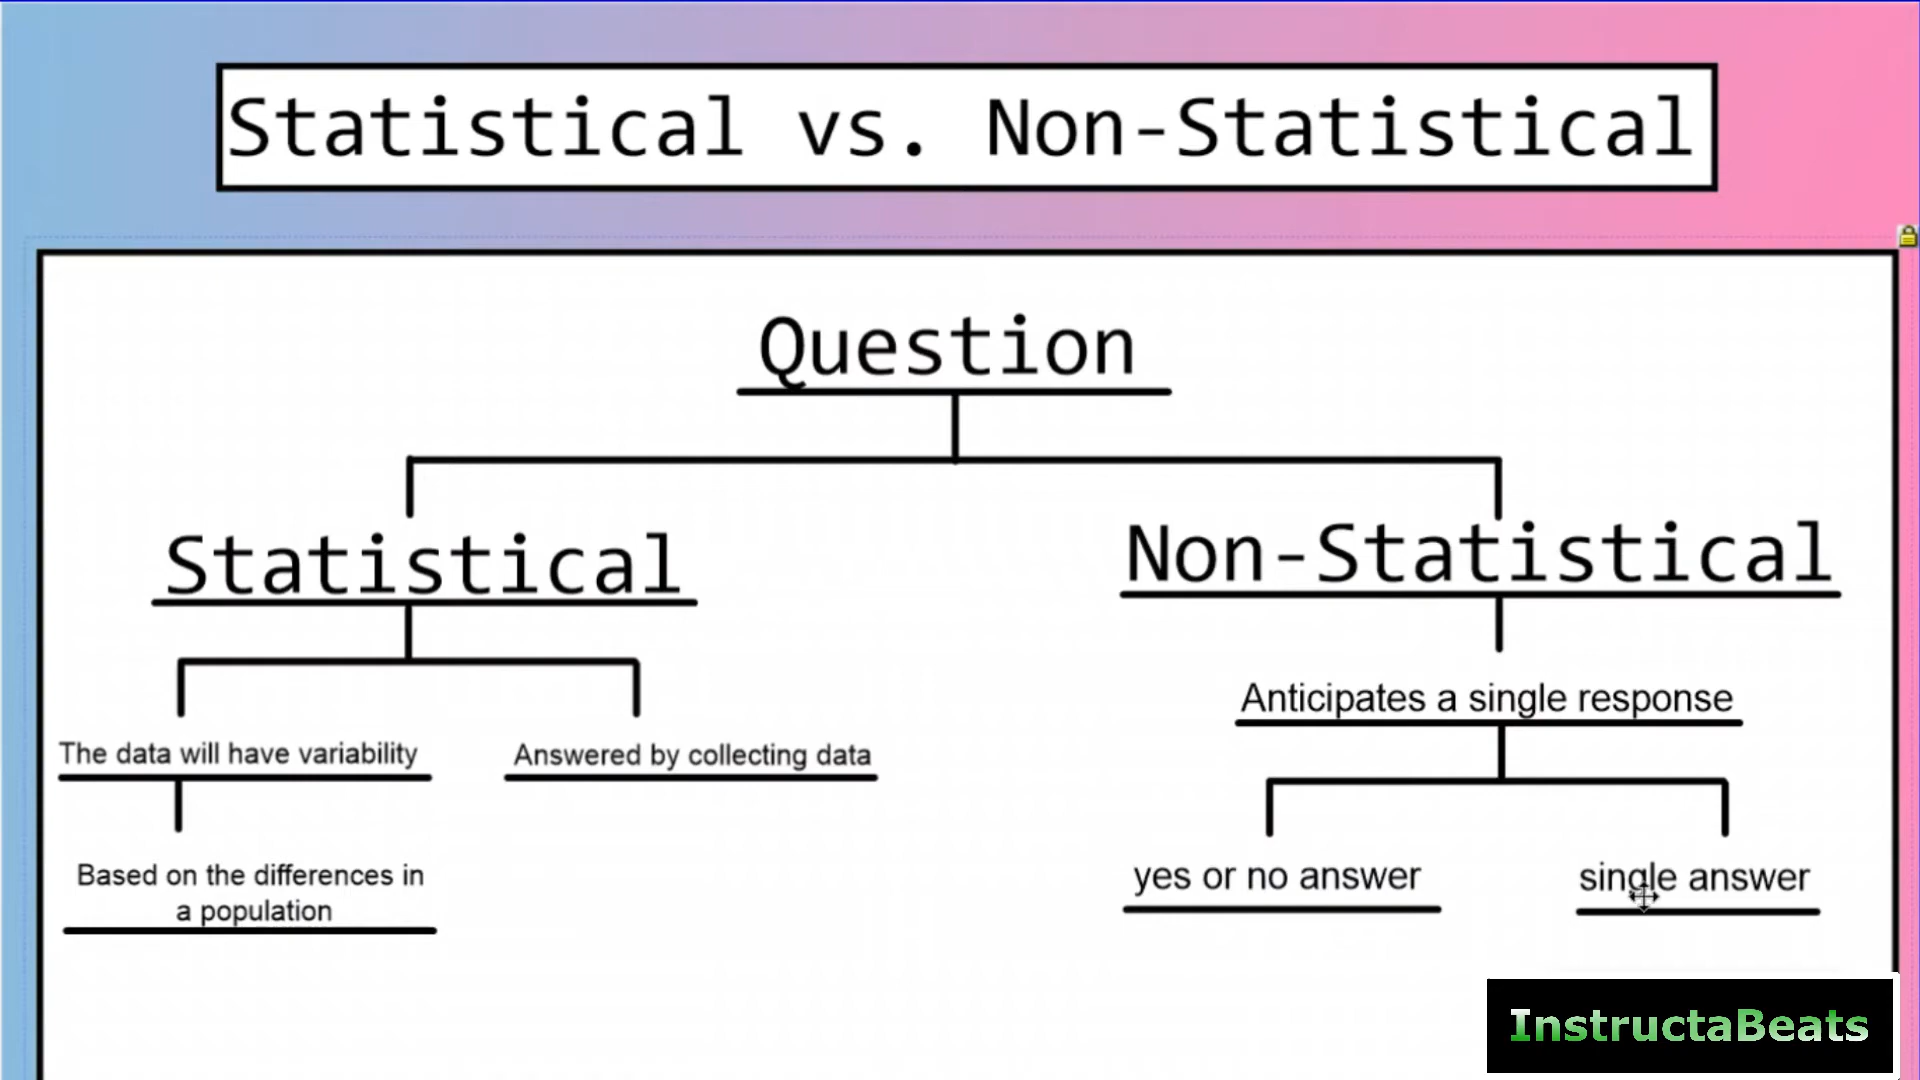 Statistical vs. Non-Statistical
Question
Statistical
Non-Statistical
The data will have variability
Answered by collecting data
Based on the differences in
a population
Anticipates a single response
yes or no answer
single answer
InstructaBeats